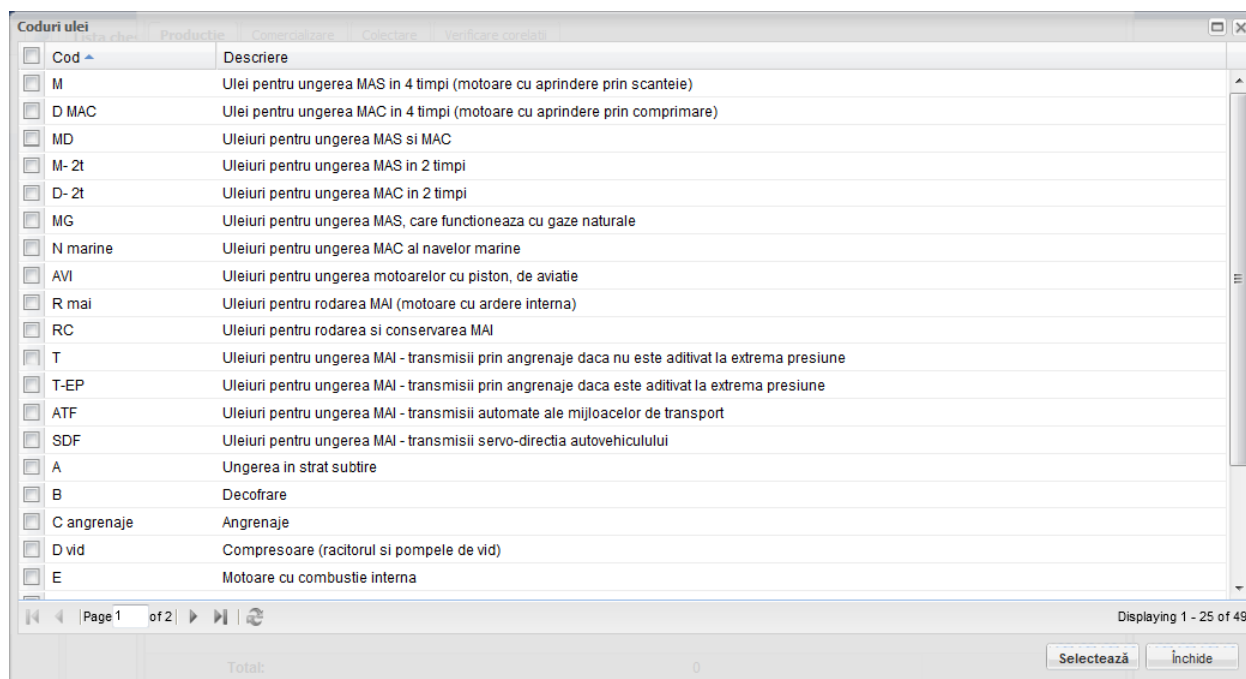 Coduri ulei
Lista ches Productie Comercializare Colectare Verificare corelatii
Cod Descriere
M Ulei pentru ungerea MAS in 4 timpi (motoare cu aprindere prin scanteie)
D MAC Ulei pentru ungerea MAC in 4 timpi (motoare cu aprindere prin comprimare)
MD Uleiuri pentru ungerea MAS si MAC
M- 2t Uleiuri pentru ungerea MAS in 2 timpi
D- 2t Uleiuri pentru ungerea MAC in 2 timpi
MG Uleiuri pentru ungerea MAS, care functioneaza cu gaze naturale
N marine Uleiuri pentru ungerea MAC al navelor marine
AVI Uleiuri pentru ungerea motoarelor cu piston, de aviatie
R mai Uleiuri pentru rodarea MAI (motoare cu ardere interna)
RC Uleiuri pentru rodarea si conservarea MAI
T Uleiuri pentru ungerea MAI - transmisii prin angrenaje daca nu este aditivat la extrema presiune
T-EP Uleiuri pentru ungerea MAI - transmisii prin angrenaje daca este aditivat la extrema presiune
ATF Uleiuri pentru ungerea MAI - transmisii automate ale mijloacelor de transport
SDF Uleiuri pentru ungerea MAI - transmisii servo-directia autovehiculului
A Ungerea in strat subtire
B Decofrare
C angrenaje Angrenaje
D vid Compresoare (racitorul si pompele de vid)
E Motoare cu combustie interna
Page 1 of 2 Displaying 1 - 25 of 49
Selectează Închide
Total: 0